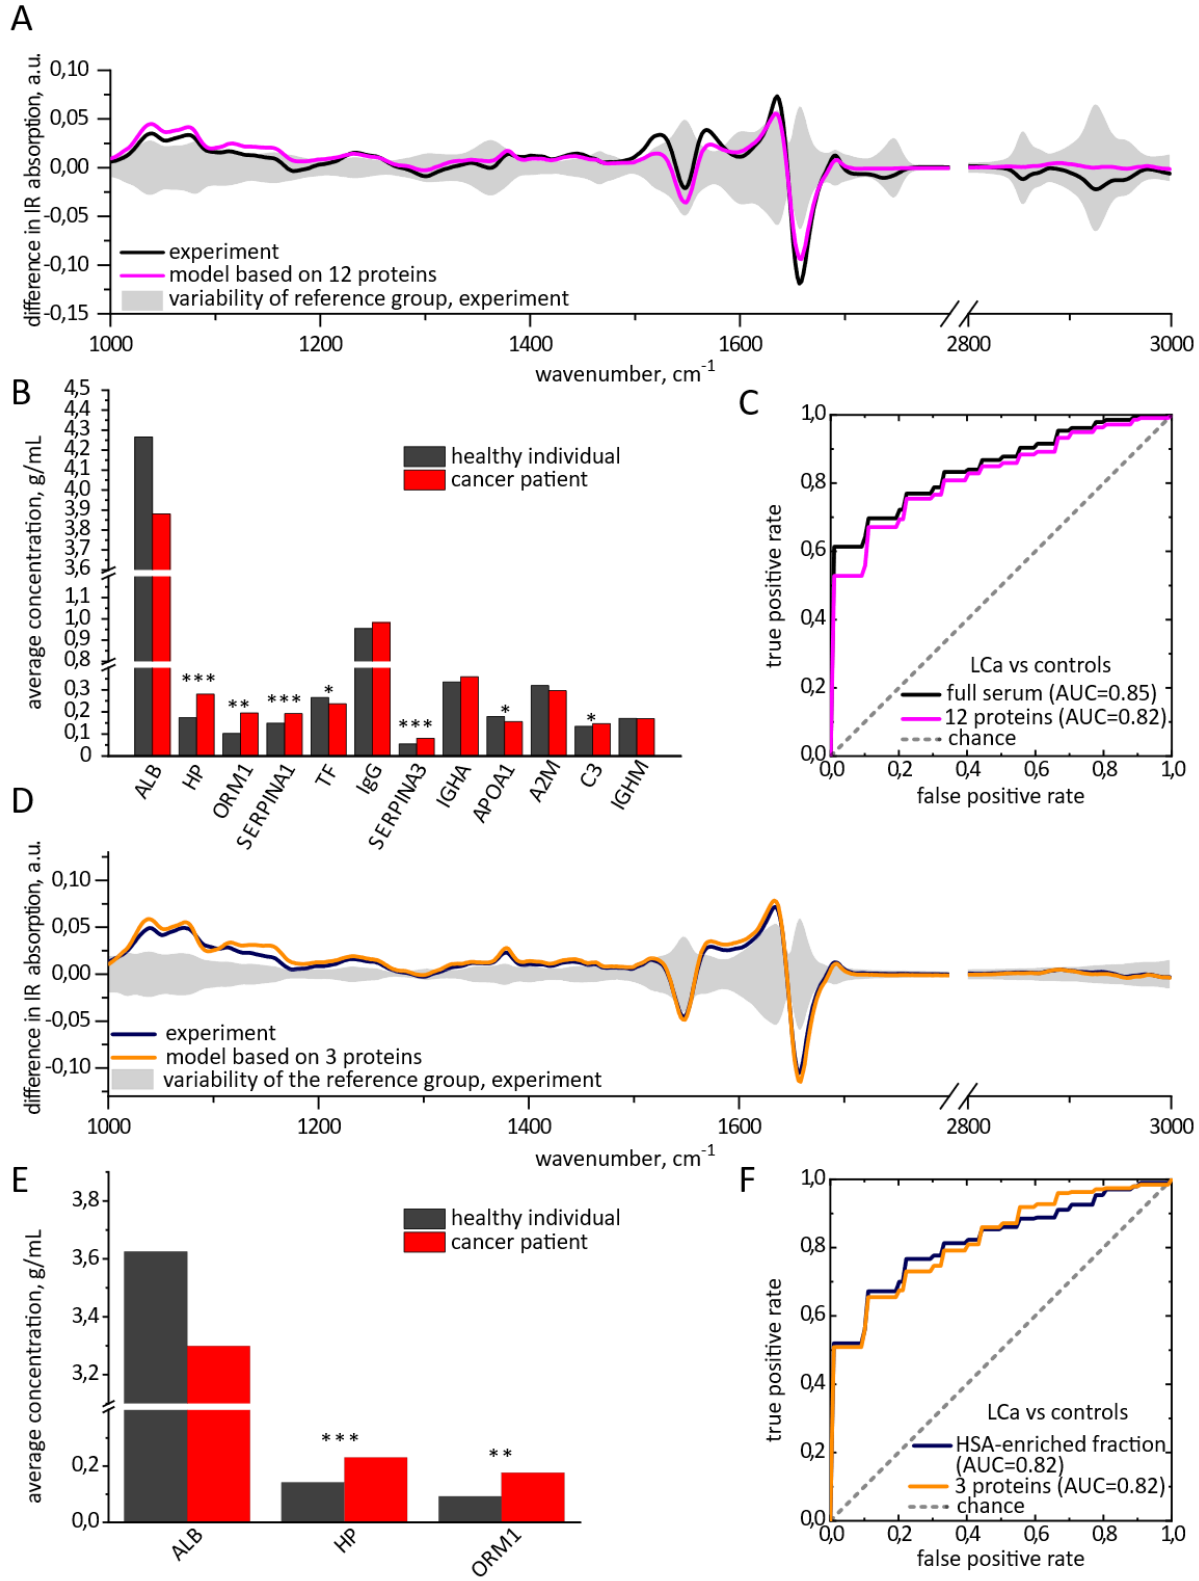 A
difference in IR absorption, a.u.
0,10
0,05
0,00
-0,05
-0,10
-0,15
experiment
model based on 12 proteins
variability of reference group, experiment
1000 1200 1400 1600 2800 3000
wavenumber, cm-1
B
average concentration, g/mL
4,5
4,4
4,3
4,2
4,1
4,0
3,9
3,8
3,7
3,6
1,1
1,0
0,9
0,8
0,3
0,2
0,1
0
healthy individual
cancer patient
*** ** *** * *** * *
ALB HP ORM1 SERPINA1 TF IgG SERPINA3 IGHA APOA1 A2M C3 IGHM
C
true positive rate
1,0
0,8
0,6
0,4
0,2
0,0
LCa vs controls
full serum (AUC=0.85)
12 proteins (AUC=0.82)
chance
0,0 0,2 0,4 0,6 0,8 1,0
false positive rate
D
difference in IR absorption, a.u.
0,10
0,05
0,00
-0,05
-0,10
experiment
model based on 3 proteins
variability of the reference group, experiment
1000 1200 1400 1600 2800 3000
wavenumber, cm-1
E
average concentration, g/mL
3,8
3,6
3,4
3,2
0,2
0,0
healthy individual
cancer patient
*** **
ALB HP ORM1
F
true positive rate
1,0
0,8
0,6
0,4
0,2
0,0
LCa vs controls
HSA-enriched fraction
(AUC=0.82)
3 proteins (AUC=0.82)
chance
0,0 0,2 0,4 0,6 0,8 1,0
false positive rate